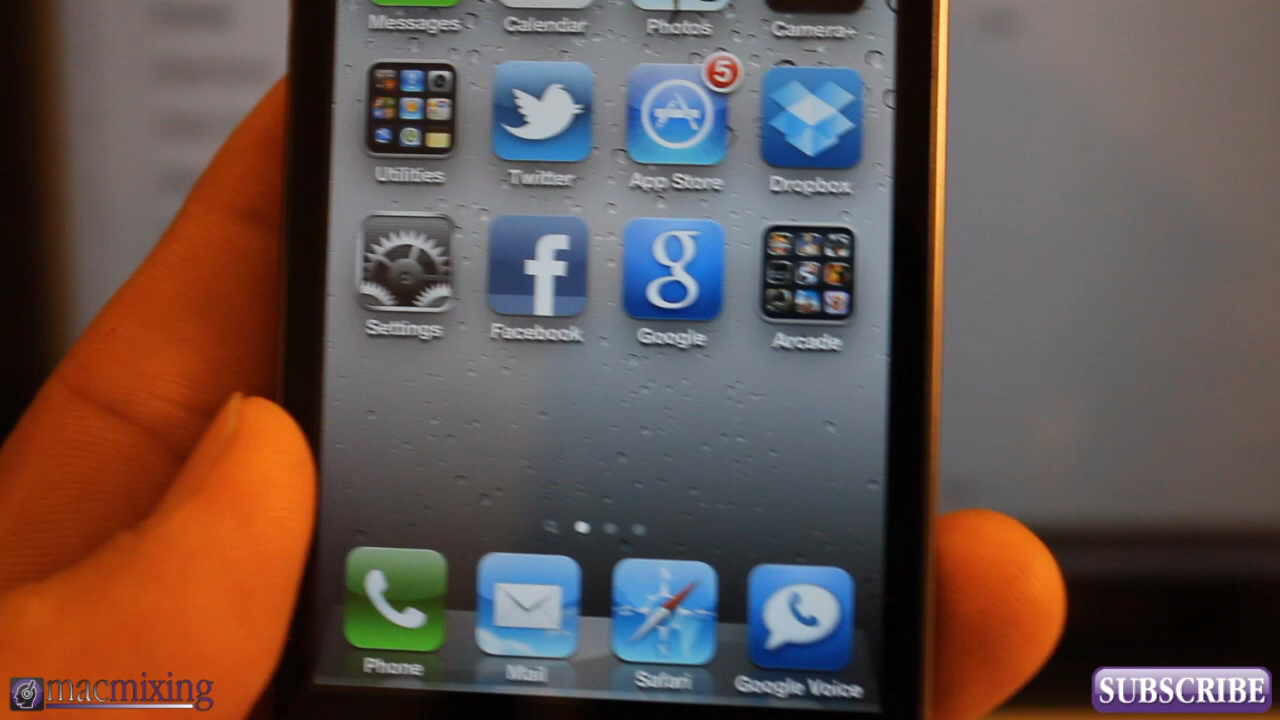 Messages Calendar Photos Camera+
5
Utilities Twitter App Store Dropbox
f g
Settings Facebook Google Arcade
Phone Mail Safari Google Voice
macmixing
SUBSCRIBE